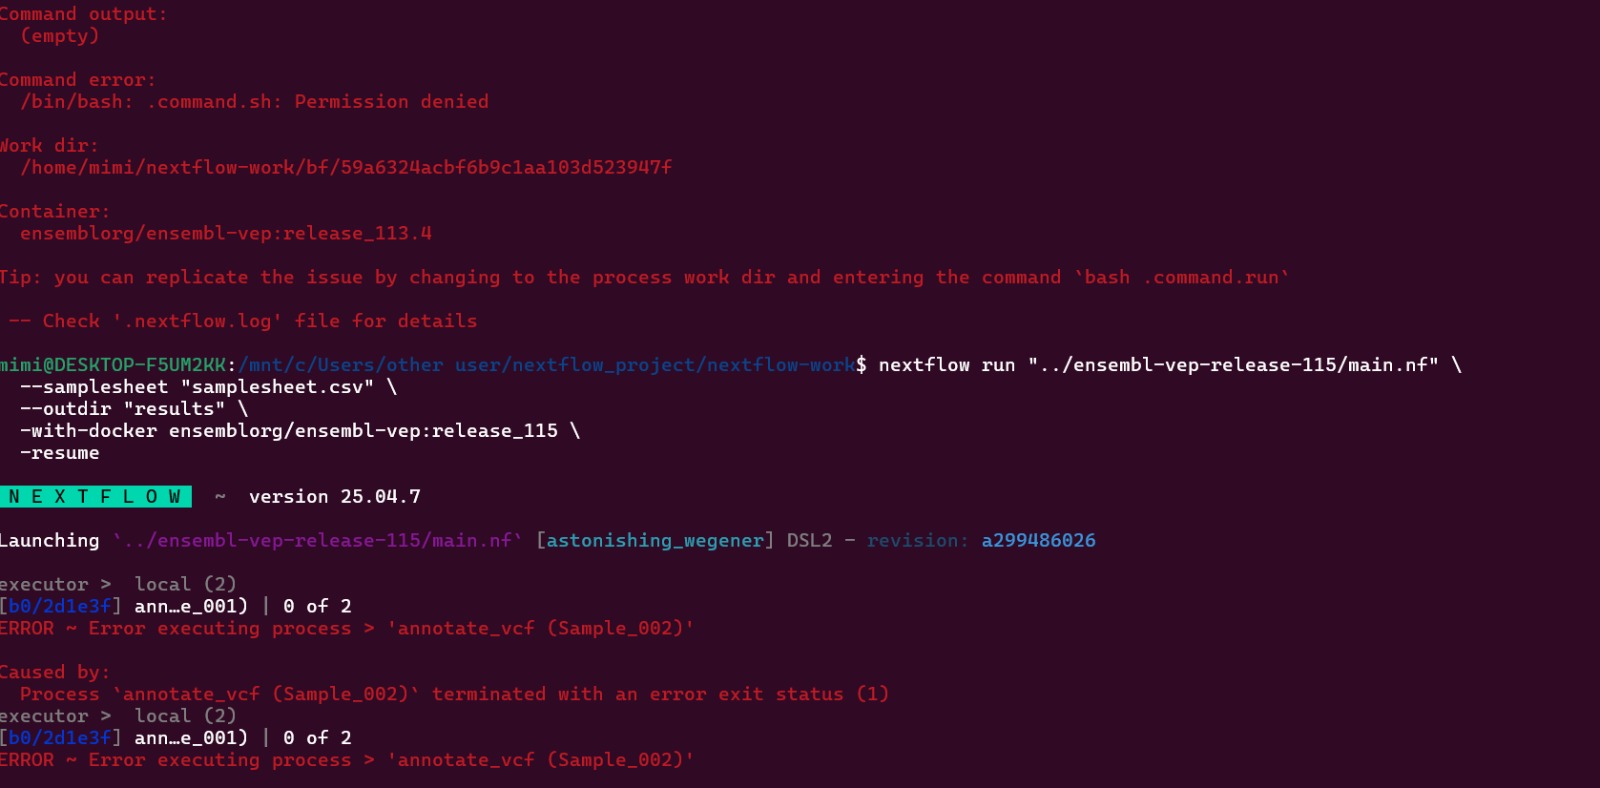 Command output:
(empty)
Command error:
/bin/bash: .command.sh: Permission denied
Work dir:
/home/mimi/nextflow-work/bf/59a6324acbf6b9c1aa103d523947f
Container:
ensemblorg/ensembl-vep:release_113.4
Tip: you can replicate the issue by changing to the process work dir and entering the command `bash .command.run`
-- Check '.nextflow.log' file for details
mimi@DESKTOP-F5UM2KK:/mnt/c/Users/other user/nextflow_project/nextflow-work$ nextflow run "../ensembl-vep-release-115/main.nf" \
--samplesheet "samplesheet.csv" \
--outdir "results" \
-with-docker ensemblorg/ensembl-vep:release_115 \
-resume
N E X T F L O W ~ version 25.04.7
Launching `../ensembl-vep-release-115/main.nf` [astonishing_wegener] DSL2 - revision: a299486026
executor > local (2)
[b0/2d1e3f] ann…e_001) | 0 of 2
ERROR ~ Error executing process > 'annotate_vcf (Sample_002)'
Caused by:
Process `annotate_vcf (Sample_002)` terminated with an error exit status (1)
executor > local (2)
[b0/2d1e3f] ann…e_001) | 0 of 2
ERROR ~ Error executing process > 'annotate_vcf (Sample_002)'